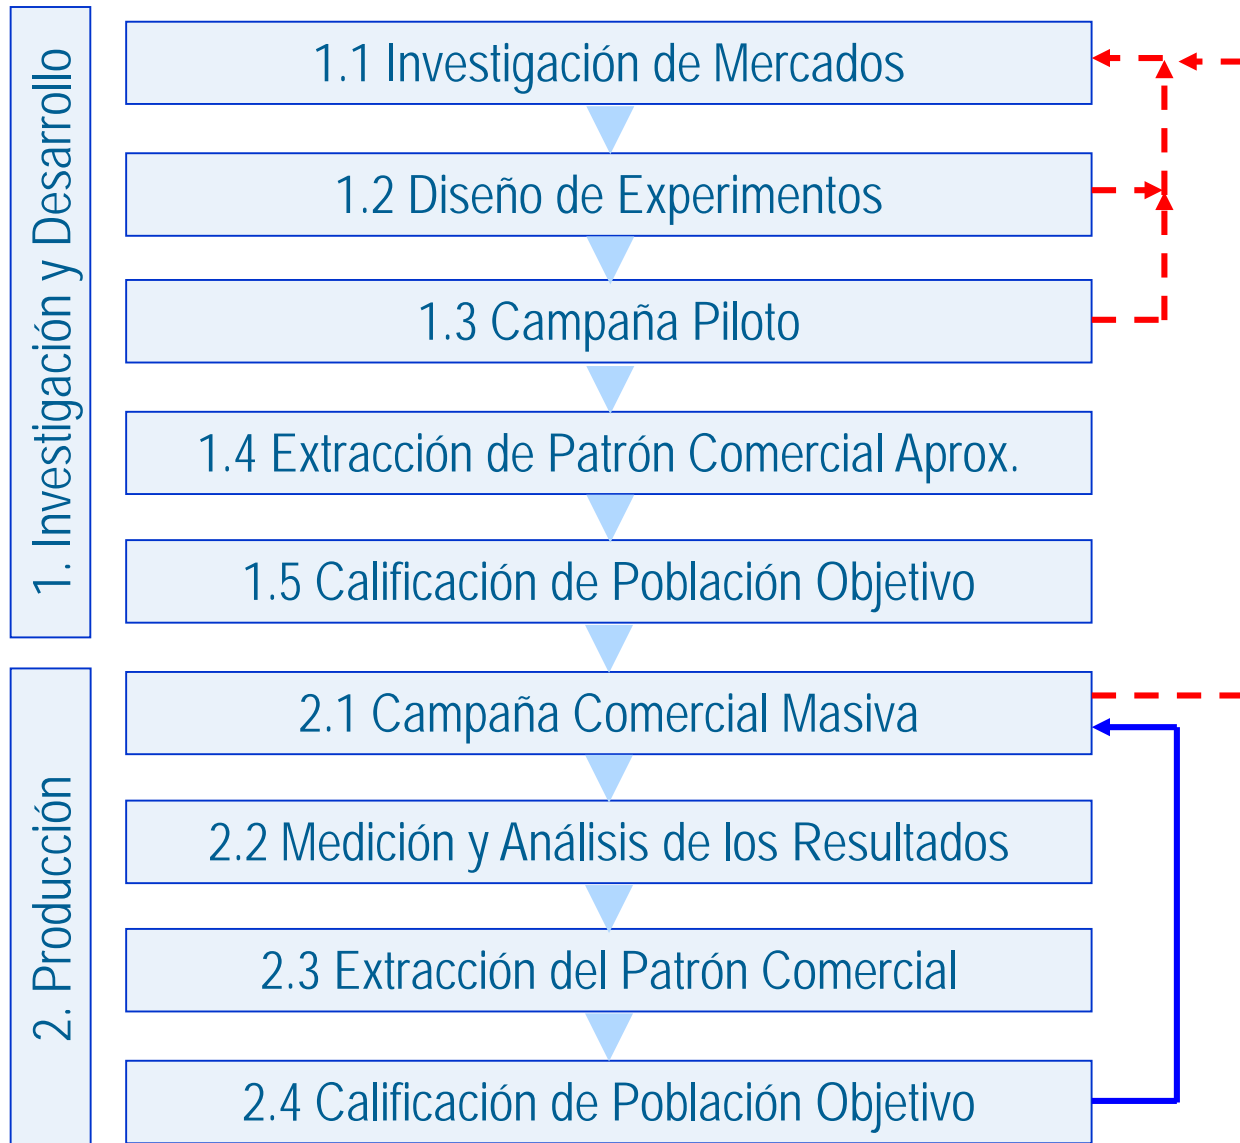 1. Investigación y Desarrollo
1.1 Investigación de Mercados
1.2 Diseño de Experimentos
1.3 Campaña Piloto
1.4 Extracción de Patrón Comercial Aprox.
1.5 Calificación de Población Objetivo
2. Producción
2.1 Campaña Comercial Masiva
2.2 Medición y Análisis de los Resultados
2.3 Extracción del Patrón Comercial
2.4 Calificación de Población Objetivo